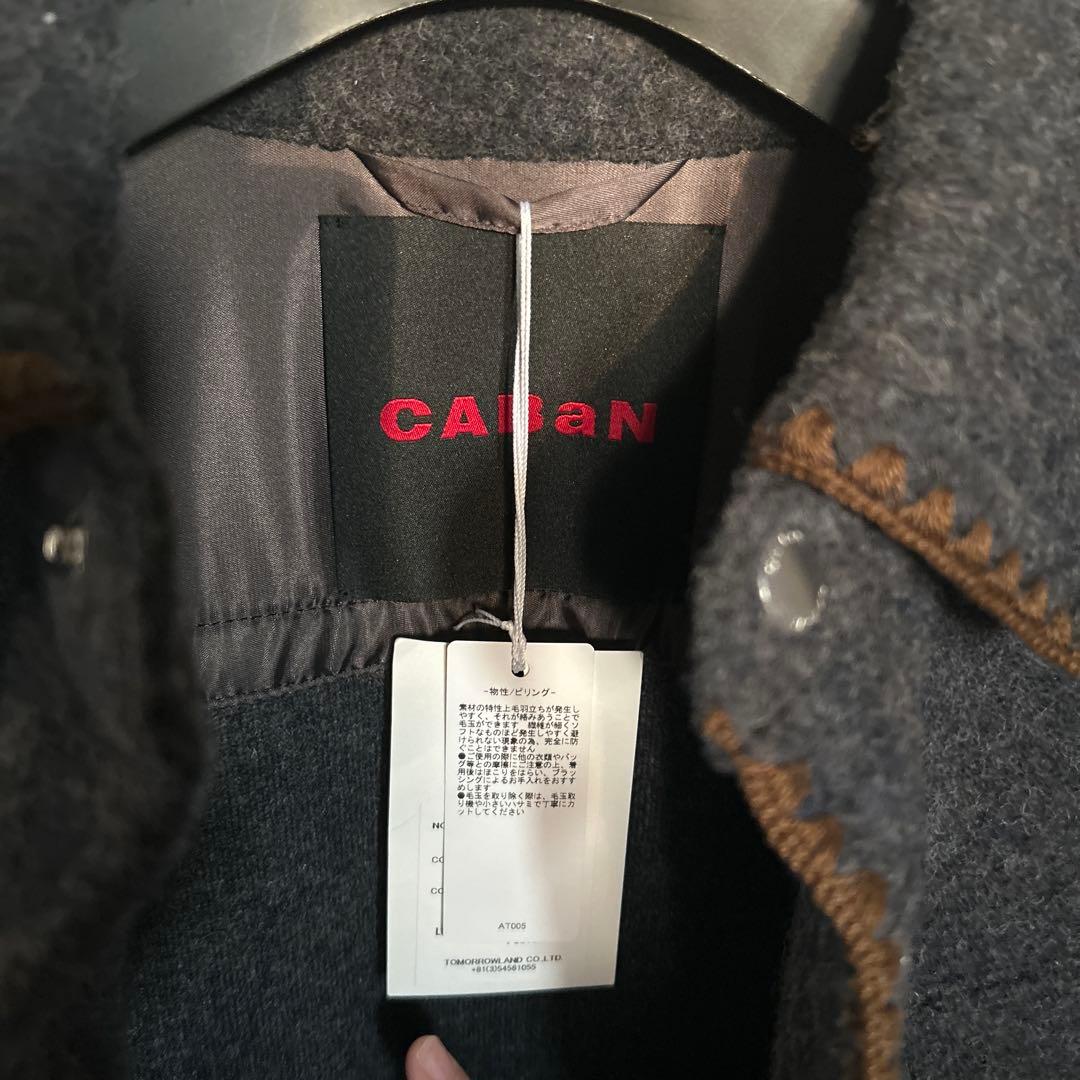 CABaN
-物性/ピリング-
素材の特性上毛羽立ちが発生し
やすく、それが絡みあうことで
毛玉ができます 繊維が細くソ
フトなものほど発生しやすく避
けられない現象の為、完全に防
ぐことはできません
●ご使用の際に他の衣類やバッ
グ等との摩擦にご注意の上、着
用後はほこりをはらい、ブラッ
シングによるお手入れをおすす
めします
●毛玉を取り除く際は、毛玉取
り機や小さいハサミで丁寧にカ
ットしてください
AT005
TOMORROWLAND CO.,LTD.
+81(3)54561055